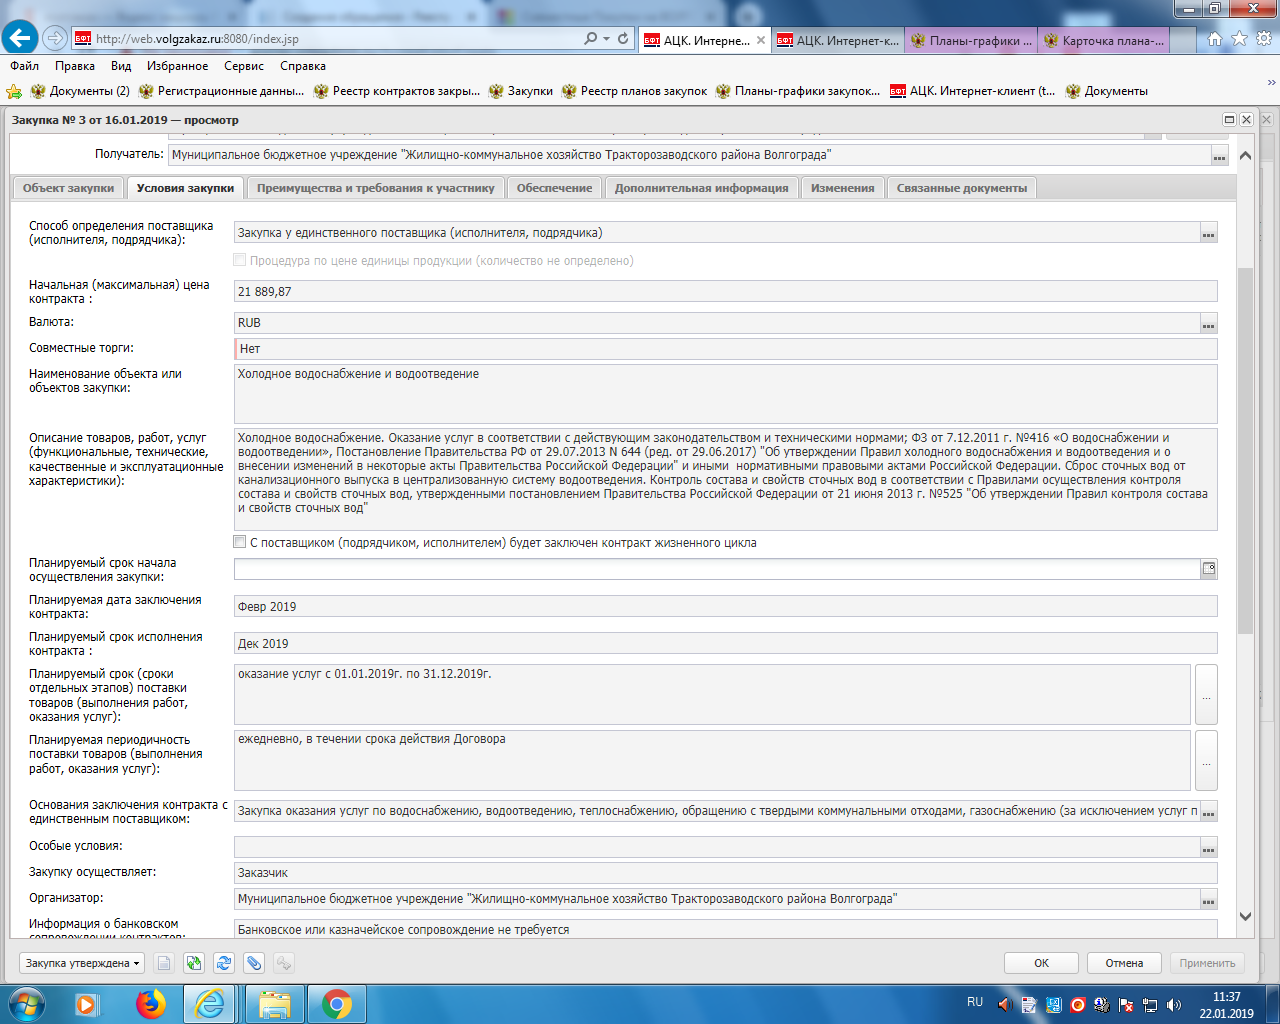 http://web.volgzakaz.ru:8080/index.jsp
БФТ АЦК. Интерне...
БФТ АЦК. Интернет-к...
Планы-графики ...
Карточка плана-...
Файл Правка Вид Избранное Сервис Справка
Документы (2) Регистрационные данны... Реестр контрактов закры... Закупки Реестр планов закупок Планы-графики закупок... БФТ АЦК. Интернет-клиент (t... Документы
Закупка № 3 от 16.01.2019 — просмотр
Получатель: Муниципальное бюджетное учреждение "Жилищно-коммунальное хозяйство Тракторозаводского района Волгограда" ...
Объект закупки Условия закупки Преимущества и требования к участнику Обеспечение Дополнительная информация Изменения Связанные документы
Способ определения поставщика
(исполнителя, подрядчика):
Закупка у единственного поставщика (исполнителя, подрядчика) ...
Процедура по цене единицы продукции (количество не определено)
Начальная (максимальная) цена
контракта :
21 889,87
Валюта: RUB ...
Совместные торги: Нет
Наименование объекта или
объектов закупки:
Холодное водоснабжение и водоотведение
Описание товаров, работ, услуг
(функциональные, технические,
качественные и эксплуатационные
характеристики):
Холодное водоснабжение. Оказание услуг в соответствии с действующим законодательством и техническими нормами; ФЗ от 7.12.2011 г. №416 «О водоснабжении и
водоотведении», Постановление Правительства РФ от 29.07.2013 N 644 (ред. от 29.06.2017) "Об утверждении Правил холодного водоснабжения и водоотведения и о
внесении изменений в некоторые акты Правительства Российской Федерации" и иными нормативными правовыми актами Российской Федерации. Сброс сточных вод от
канализационного выпуска в централизованную систему водоотведения. Контроль состава и свойств сточных вод в соответствии с Правилами осуществления контроля
состава и свойств сточных вод, утвержденными постановлением Правительства Российской Федерации от 21 июня 2013 г. №525 "Об утверждении Правил контроля состава
и свойств сточных вод"
С поставщиком (подрядчиком, исполнителем) будет заключен контракт жизненного цикла
Планируемый срок начала
осуществления закупки:
Планируемая дата заключения
контракта:
Февр 2019
Планируемый срок исполнения
контракта :
Дек 2019
Планируемый срок (сроки
отдельных этапов) поставки
товаров (выполнения работ,
оказания услуг):
оказание услуг с 01.01.2019г. по 31.12.2019г.
...
Планируемая периодичность
поставки товаров (выполнения
работ, оказания услуг):
ежедневно, в течении срока действия Договора
...
Основания заключения контракта с
единственным поставщиком:
Закупка оказания услуг по водоснабжению, водоотведению, теплоснабжению, обращению с твердыми коммунальными отходами, газоснабжению (за исключением услуг п ...
Особые условия: ...
Закупку осуществляет: Заказчик
Организатор: Муниципальное бюджетное учреждение "Жилищно-коммунальное хозяйство Тракторозаводского района Волгограда" ...
Информация о банковском
сопровождении контрактов:
Банковское или казначейское сопровождение не требуется
Закупка утверждена ОК Отмена Применить
RU 11:37
22.01.2019